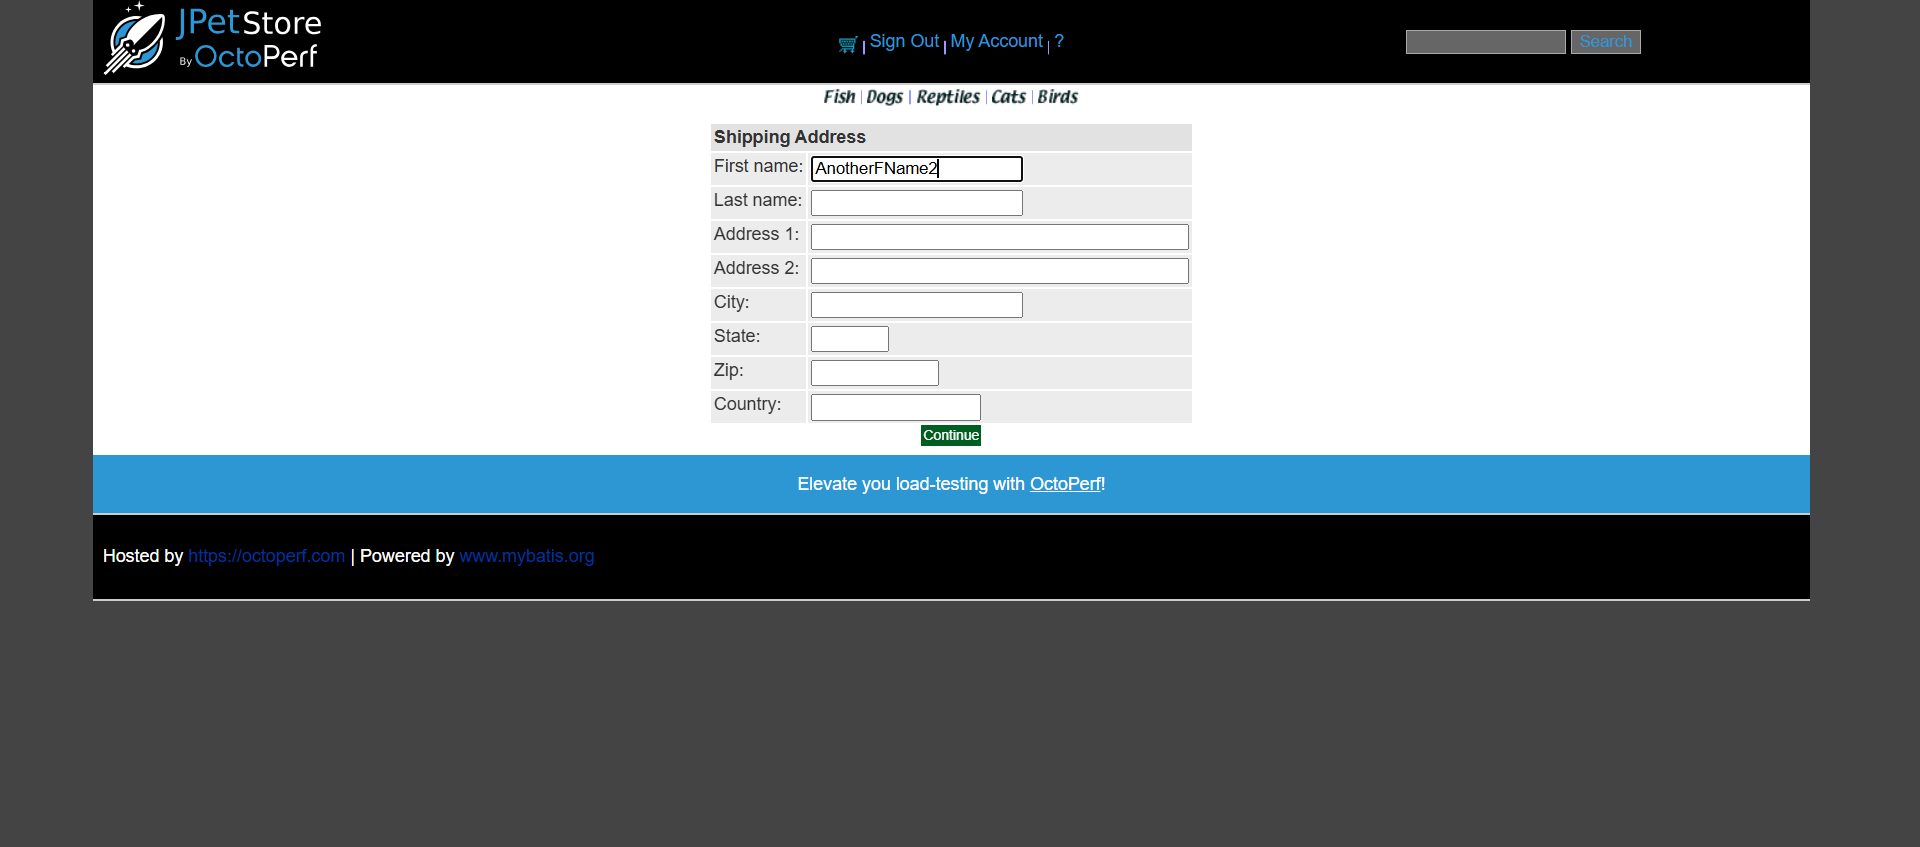 JPetStore
By OctoPerf
| Sign Out | My Account | ?
Search
Fish | Dogs | Reptiles | Cats | Birds
Shipping Address
First name: AnotherFName2
Last name:
Address 1:
Address 2:
City:
State:
Zip:
Country:
Continue
Elevate you load-testing with OctoPerf!
Hosted by https://octoperf.com | Powered by www.mybatis.org